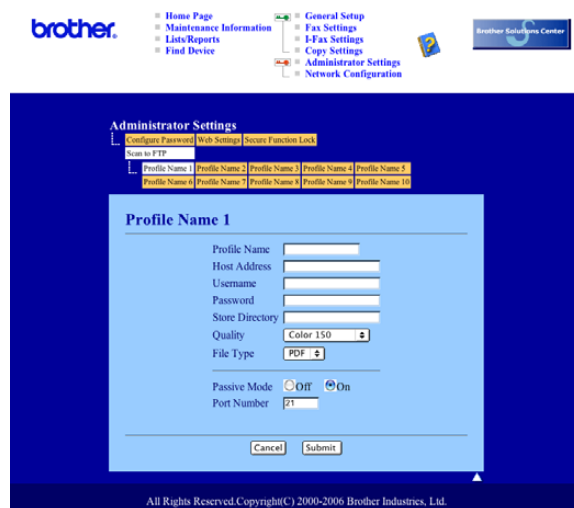 brother.
Home Page
Maintenance Information
Lists/Reports
Find Device
General Setup
Fax Settings
I-Fax Settings
Copy Settings
Administrator Settings
Network Configuration
?
Brother Solutions Center
Administrator Settings
Configure Password Web Settings Secure Function Lock
Scan to FTP
Profile Name 1 Profile Name 2 Profile Name 3 Profile Name 4 Profile Name 5
Profile Name 6 Profile Name 7 Profile Name 8 Profile Name 9 Profile Name 10
Profile Name 1
Profile Name
Host Address
Username
Password
Store Directory
Quality Color 150
File Type PDF
Passive Mode Off On
Port Number 21
Cancel Submit
All Rights Reserved.Copyright(C) 2000-2006 Brother Industries, Ltd.